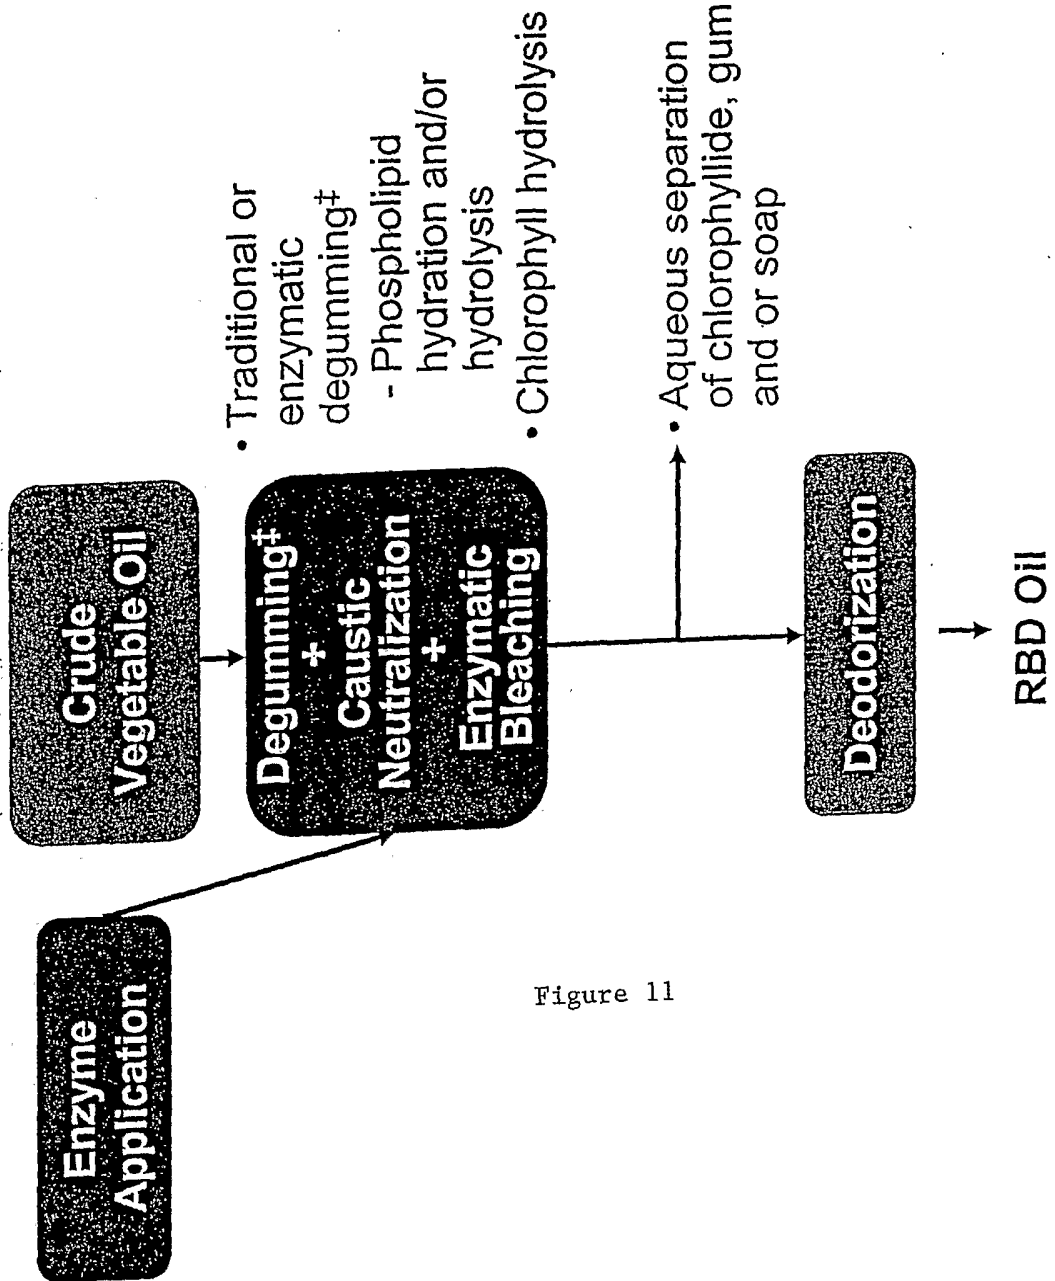 Enzyme
Application
Crude
Vegetable Oil
Degumming‡
+
Caustic
Neutralization
+
Enzymatic
Bleaching
• Traditional or
enzymatic
degumming‡
- Phospholipid
hydration and/or
hydrolysis
• Chlorophyll hydrolysis
• Aqueous separation
of chlorophyllide, gum
and or soap
Deodorization
RBD Oil
Figure 11